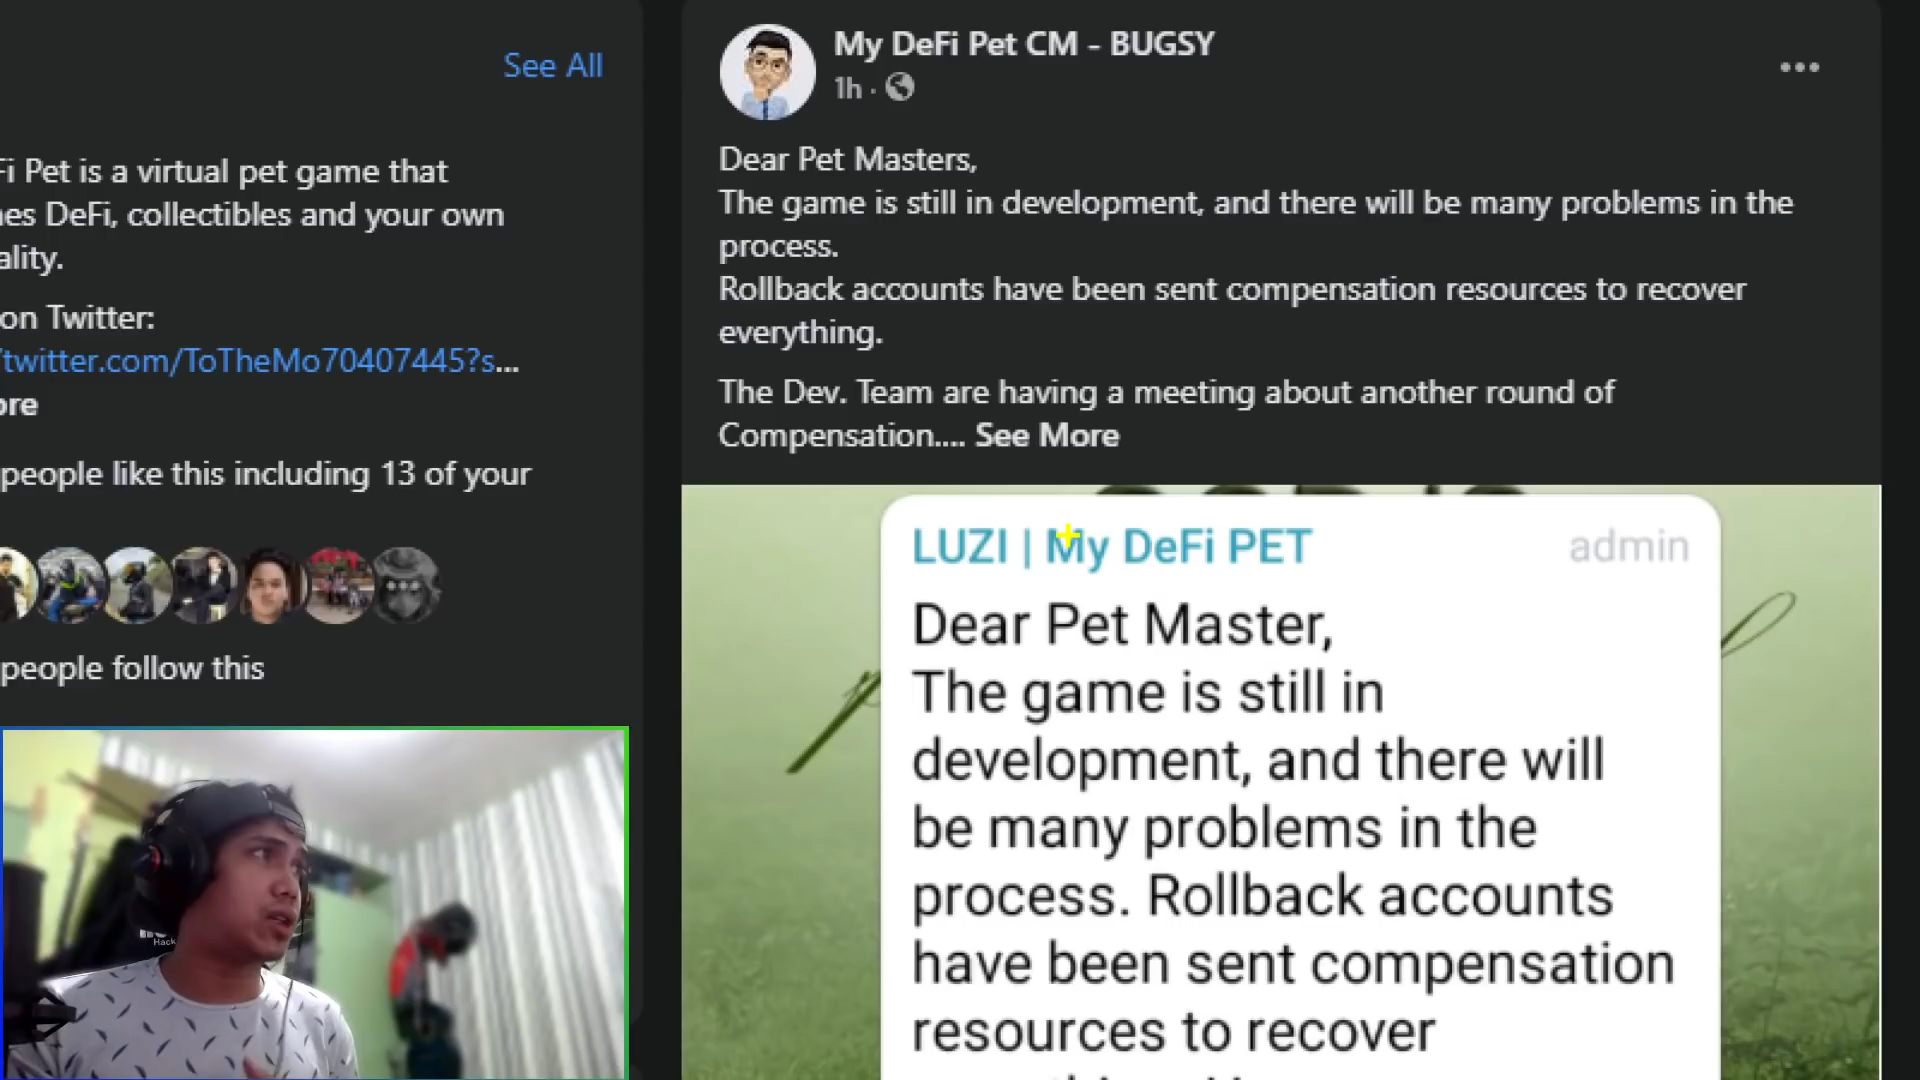 See All
Fi Pet is a virtual pet game that
nes DeFi, collectibles and your own
ality.
on Twitter:
/twitter.com/ToTheMo70407445?s...
ore
people like this including 13 of your
people follow this
My DeFi Pet CM - BUGSY
1h ·
Dear Pet Masters,
The game is still in development, and there will be many problems in the
process.
Rollback accounts have been sent compensation resources to recover
everything.
The Dev. Team are having a meeting about another round of
Compensation.... See More
LUZI | My DeFi PET admin
Dear Pet Master,
The game is still in
development, and there will
be many problems in the
process. Rollback accounts
have been sent compensation
resources to recover
Hack